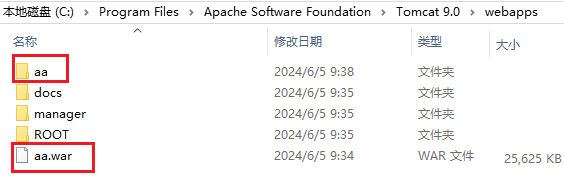 本地磁盘 (C:) › Program Files › Apache Software Foundation › Tomcat 9.0 › webapps
名称 修改日期 类型 大小
aa 2024/6/5 9:38 文件夹
docs 2024/6/5 9:35 文件夹
manager 2024/6/5 9:35 文件夹
ROOT 2024/6/5 9:35 文件夹
aa.war 2024/6/5 9:34 WAR 文件 25,625 KB